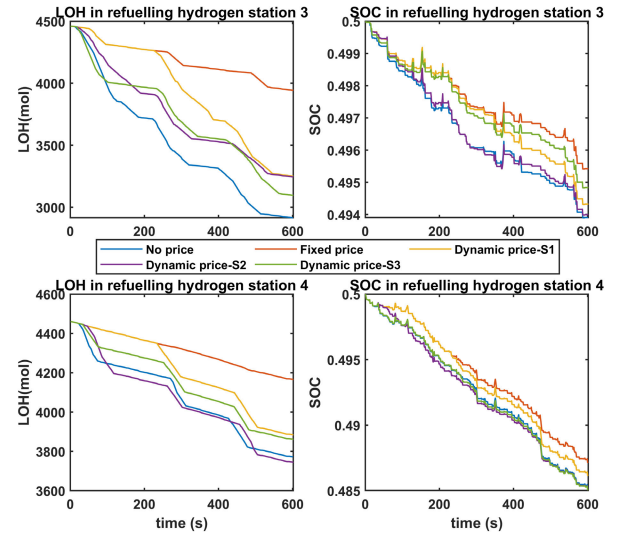 LOH in refuelling hydrogen station 3
SOC in refuelling hydrogen station 3
4500
4000
3500
3000
LOH(mol)
0 200 400 600
0.5
0.499
0.498
0.497
0.496
0.495
0.494
SOC
0 200 400 600
No price Fixed price Dynamic price-S1
Dynamic price-S2 Dynamic price-S3
LOH in refuelling hydrogen station 4
SOC in refuelling hydrogen station 4
4600
4400
4200
4000
3800
3600
LOH(mol)
0 200 400 600
time (s)
0.5
0.495
0.49
0.485
SOC
0 200 400 600
time (s)